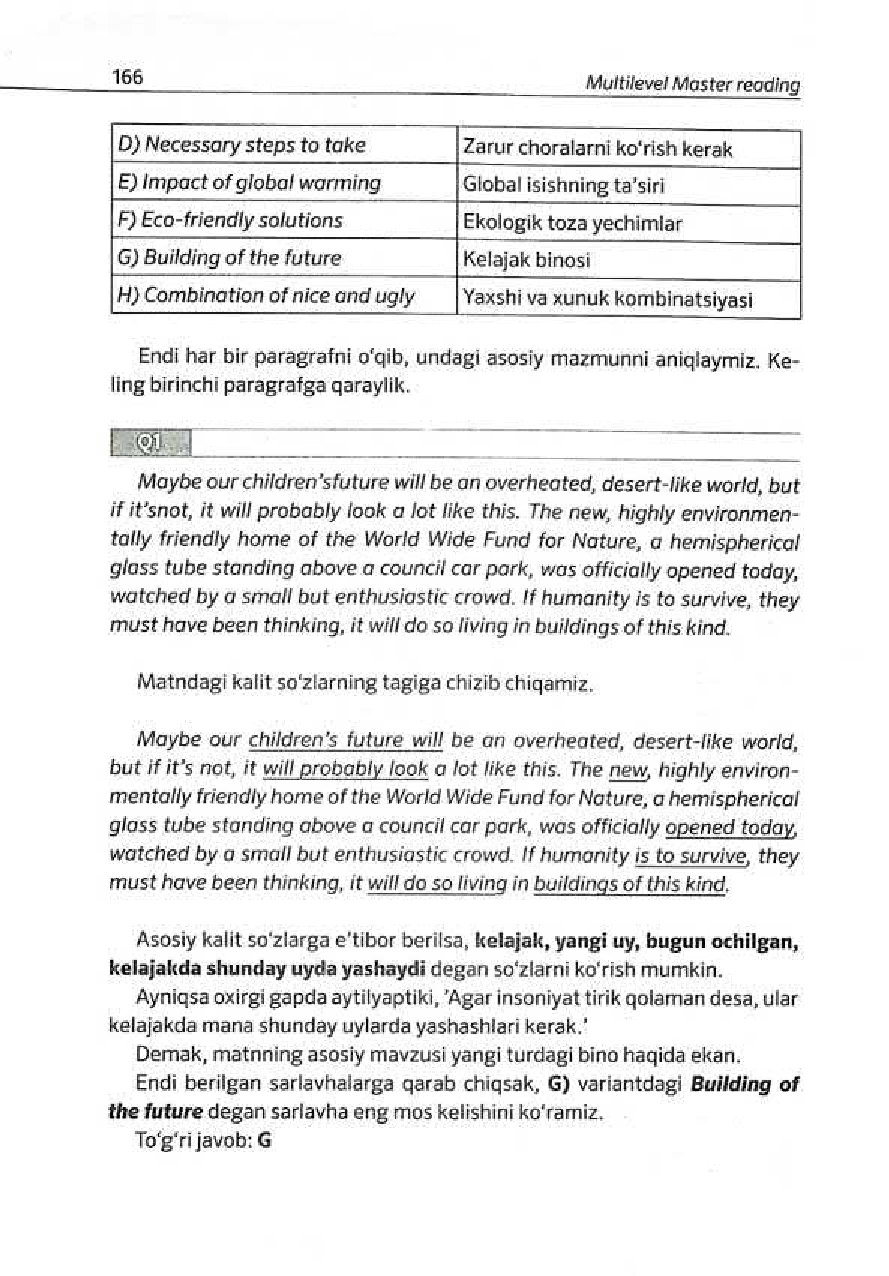 166
Multilevel Master reading
D) Necessary steps to take
Zarur choralarni ko'rish kerak
E) Impact of global warming
Global isishning ta'siri
F) Eco-friendly solutions
Ekologik toza yechimlar
G) Building of the future
Kelajak binosi
H) Combination of nice and ugly
Yaxshi va xunuk kombinatsiyasi
Endi har bir paragrafni o'qib, undagi asosiy mazmunni aniqlaymiz. Ke-
ling birinchi paragrafga qaraylik.
Q1
Maybe our children'sfuture will be an overheated, desert-like world, but
if it'snot, it will probably look a lot like this. The new, highly environmen-
tally friendly home of the World Wide Fund for Nature, a hemispherical
glass tube standing above a council car park, was officially opened today,
watched by a small but enthusiastic crowd. If humanity is to survive, they
must have been thinking, it will do so living in buildings of this kind.
Matndagi kalit so'zlarning tagiga chizib chiqamiz.
Maybe our children's future will be an overheated, desert-like world,
but if it's not, it will probably look a lot like this. The new, highly environ-
mentally friendly home of the World Wide Fund for Nature, a hemispherical
glass tube standing above a council car park, was officially opened today,
watched by a small but enthusiastic crowd. If humanity is to survive, they
must have been thinking, it will do so living in buildings of this kind.
Asosiy kalit so'zlarga e'tibor berilsa, kelajak, yangi uy, bugun ochilgan,
kelajakda shunday uyda yashaydi degan so'zlarni ko'rish mumkin.
Ayniqsa oxirgi gapda aytilyaptiki, 'Agar insoniyat tirik qolaman desa, ular
kelajakda mana shunday uylarda yashashlari kerak.'
Demak, matnning asosiy mavzusi yangi turdagi bino haqida ekan.
Endi berilgan sarlavhalarga qarab chiqsak, G) variantdagi Building of
the future degan sarlavha eng mos kelishini ko'ramiz.
To'g'ri javob: G